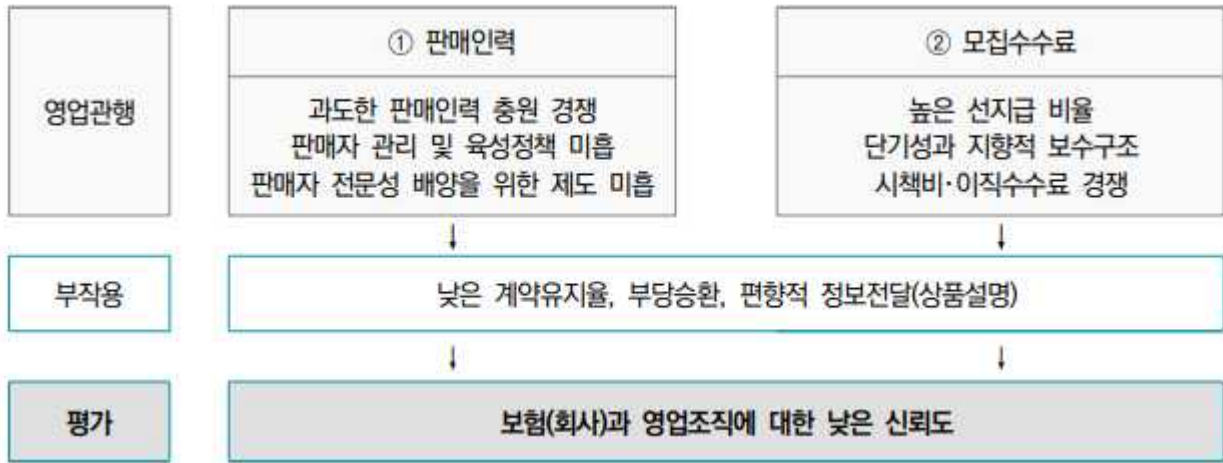 영업관행
① 판매인력
과도한 판매인력 충원 경쟁
판매자 관리 및 육성정책 미흡
판매자 전문성 배양을 위한 제도 미흡
② 모집수수료
높은 선지급 비율
단기성과 지향적 보수구조
시책비·이직수수료 경쟁
↓ ↓
부작용
낮은 계약유지율, 부당승환, 편향적 정보전달(상품설명)
↓ ↓
평가
보험(회사)과 영업조직에 대한 낮은 신뢰도